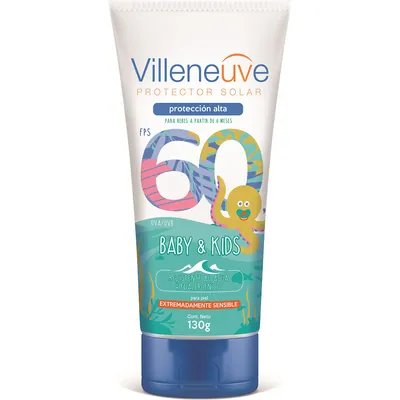 Villeneuve
PROTECTOR SOLAR
protección alta
PARA BEBES A PARTIR DE 6 MESES
FPS
60
UVA/UVB
BABY & KIDS
para piel
EXTREMADAMENTE SENSIBLE
Cont. Neto
130g